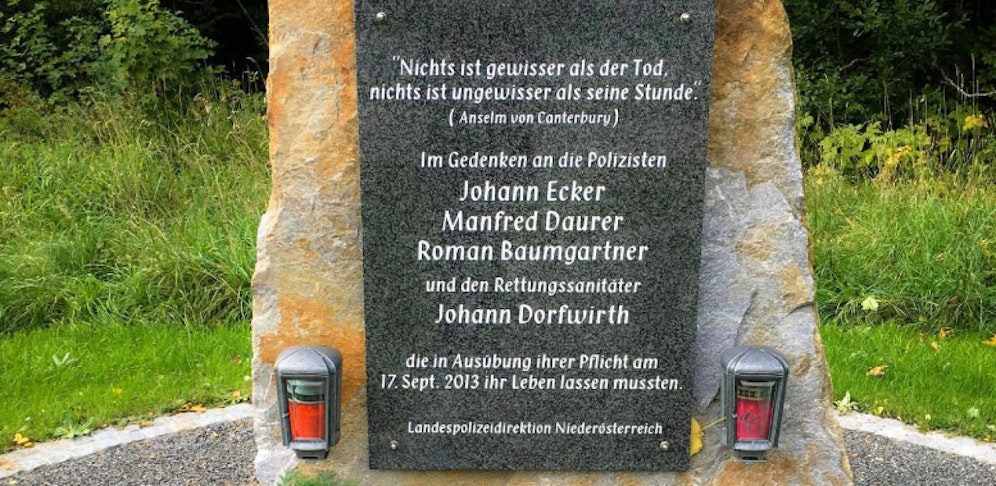 "Nichts ist gewisser als der Tod,
nichts ist ungewisser als seine Stunde."
( Anselm von Canterbury )
Im Gedenken an die Polizisten
Johann Ecker
Manfred Daurer
Roman Baumgartner
und den Rettungssanitäter
Johann Dorfwirth
die in Ausübung ihrer Pflicht am
17. Sept. 2013 ihr Leben lassen mussten.
Landespolizeidirektion Niederösterreich